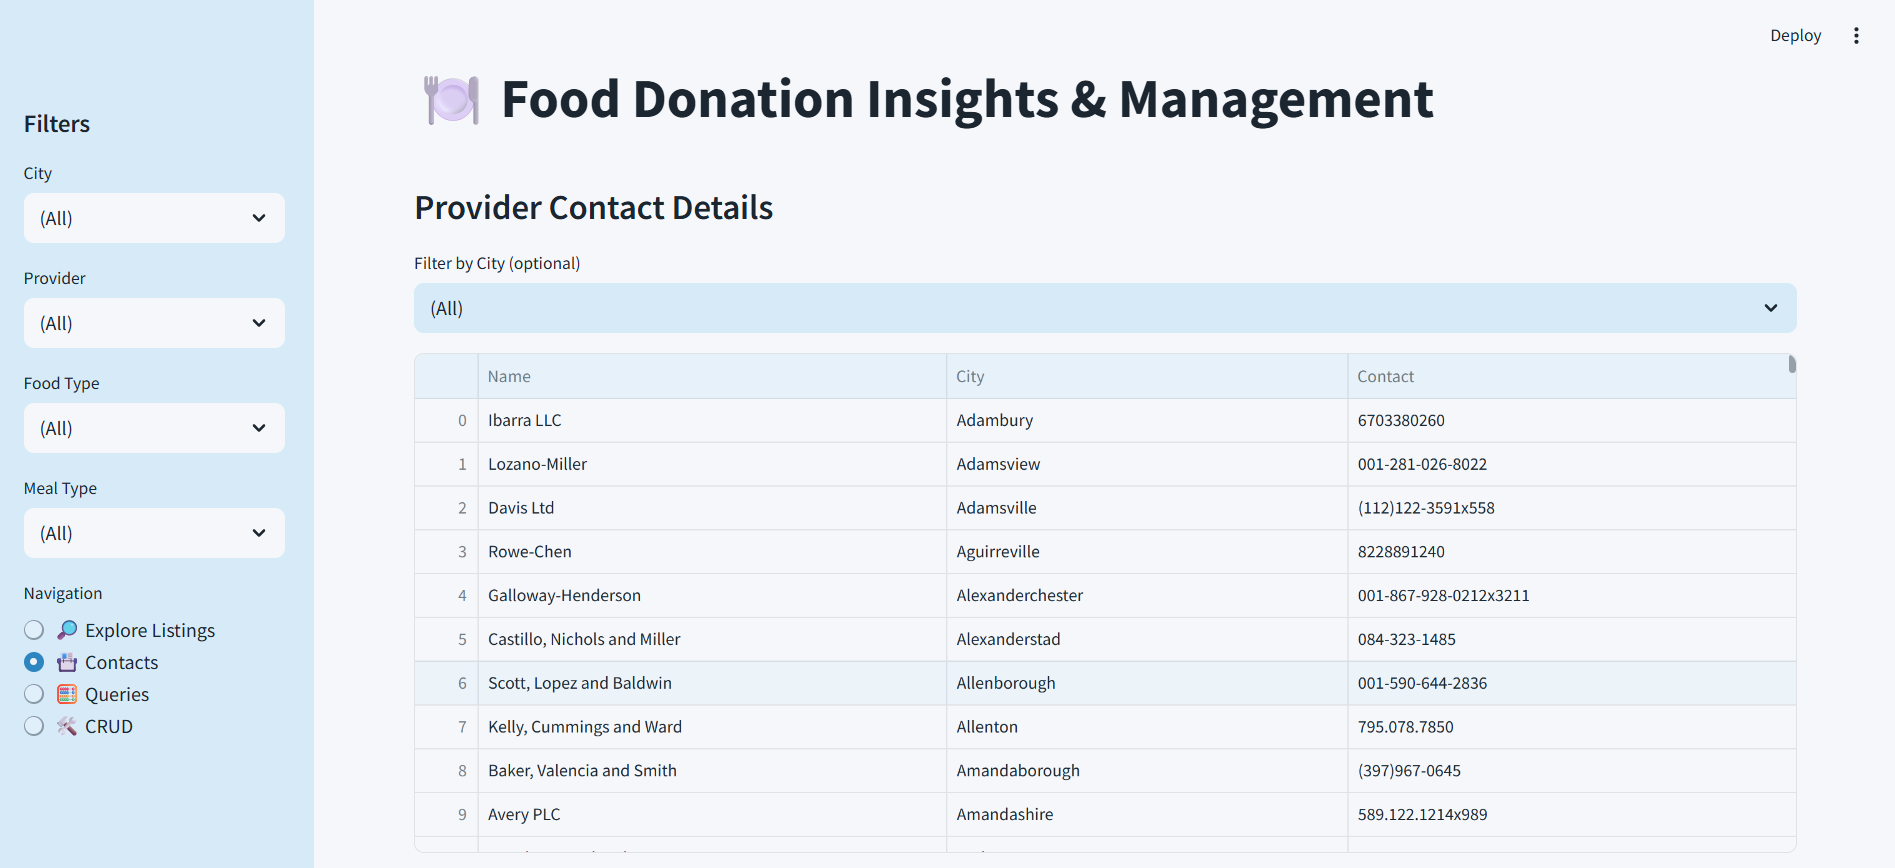 Deploy
Filters
City
(All)
Provider
(All)
Food Type
(All)
Meal Type
(All)
Navigation
Explore Listings
Contacts
Queries
CRUD
Food Donation Insights & Management
Provider Contact Details
Filter by City (optional)
(All)
Name City Contact
0 Ibarra LLC Adambury 6703380260
1 Lozano-Miller Adamsview 001-281-026-8022
2 Davis Ltd Adamsville (112)122-3591x558
3 Rowe-Chen Aguirreville 8228891240
4 Galloway-Henderson Alexanderchester 001-867-928-0212x3211
5 Castillo, Nichols and Miller Alexanderstad 084-323-1485
6 Scott, Lopez and Baldwin Allenborough 001-590-644-2836
7 Kelly, Cummings and Ward Allenton 795.078.7850
8 Baker, Valencia and Smith Amandaborough (397)967-0645
9 Avery PLC Amandashire 589.122.1214x989